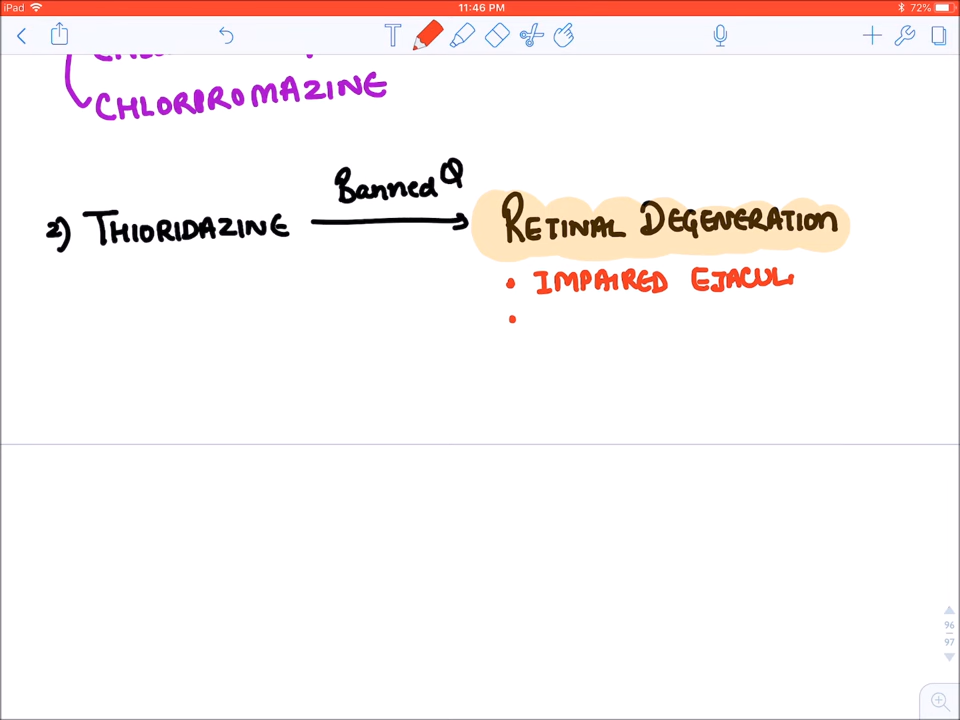 iPad 11:46 PM 72%
T
CHLORPROMAZINE
Banned
2) THIORIDAZINE RETINAL DEGENERATION
• IMPAIRED EJACUL.
•
96
97